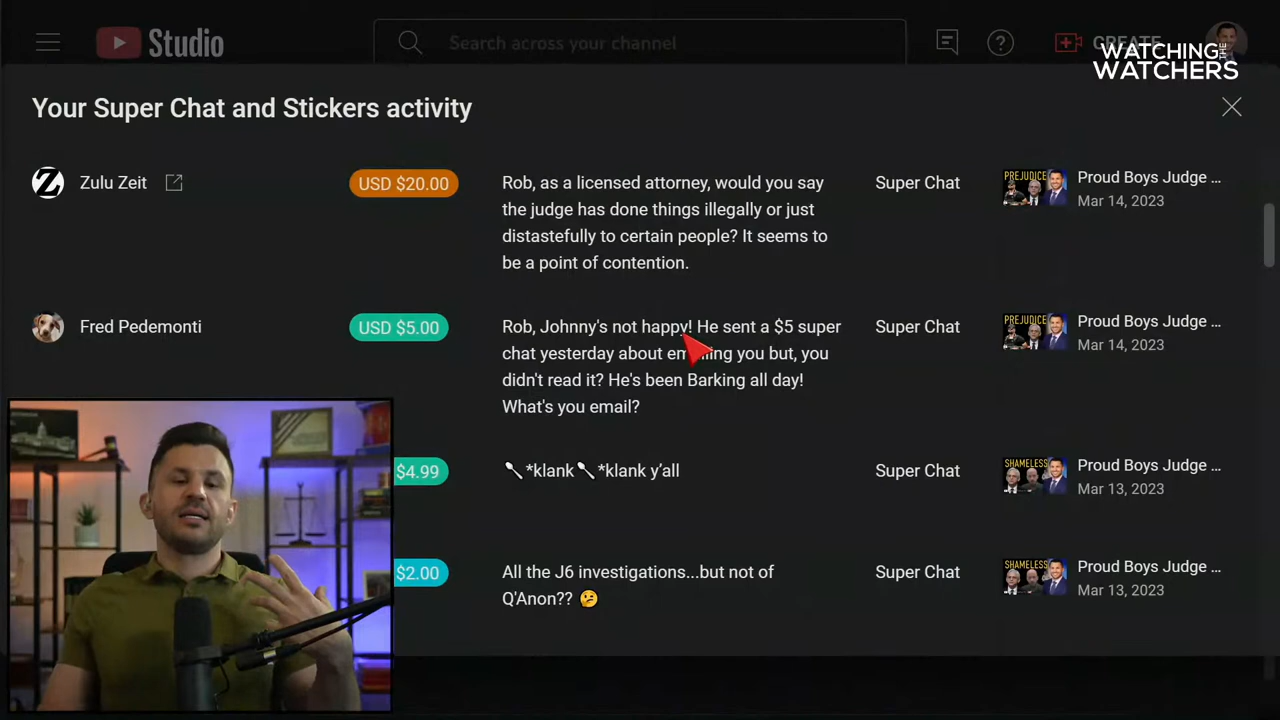 Studio
Search across your channel
CREATE
WATCHING THE
WATCHERS
Your Super Chat and Stickers activity
Zulu Zeit
USD $20.00
Rob, as a licensed attorney, would you say
the judge has done things illegally or just
distastefully to certain people? It seems to
be a point of contention.
Super Chat
PREJUDICE
Proud Boys Judge ...
Mar 14, 2023
Fred Pedemonti
USD $5.00
Rob, Johnny's not happy! He sent a $5 super
chat yesterday about emailing you but, you
didn't read it? He's been Barking all day!
What's you email?
Super Chat
PREJUDICE
Proud Boys Judge ...
Mar 14, 2023
$4.99
🥄*klank🥄*klank y'all
Super Chat
SHAMELESS
Proud Boys Judge ...
Mar 13, 2023
$2.00
All the J6 investigations...but not of
Q'Anon?? 🤔
Super Chat
SHAMELESS
Proud Boys Judge ...
Mar 13, 2023